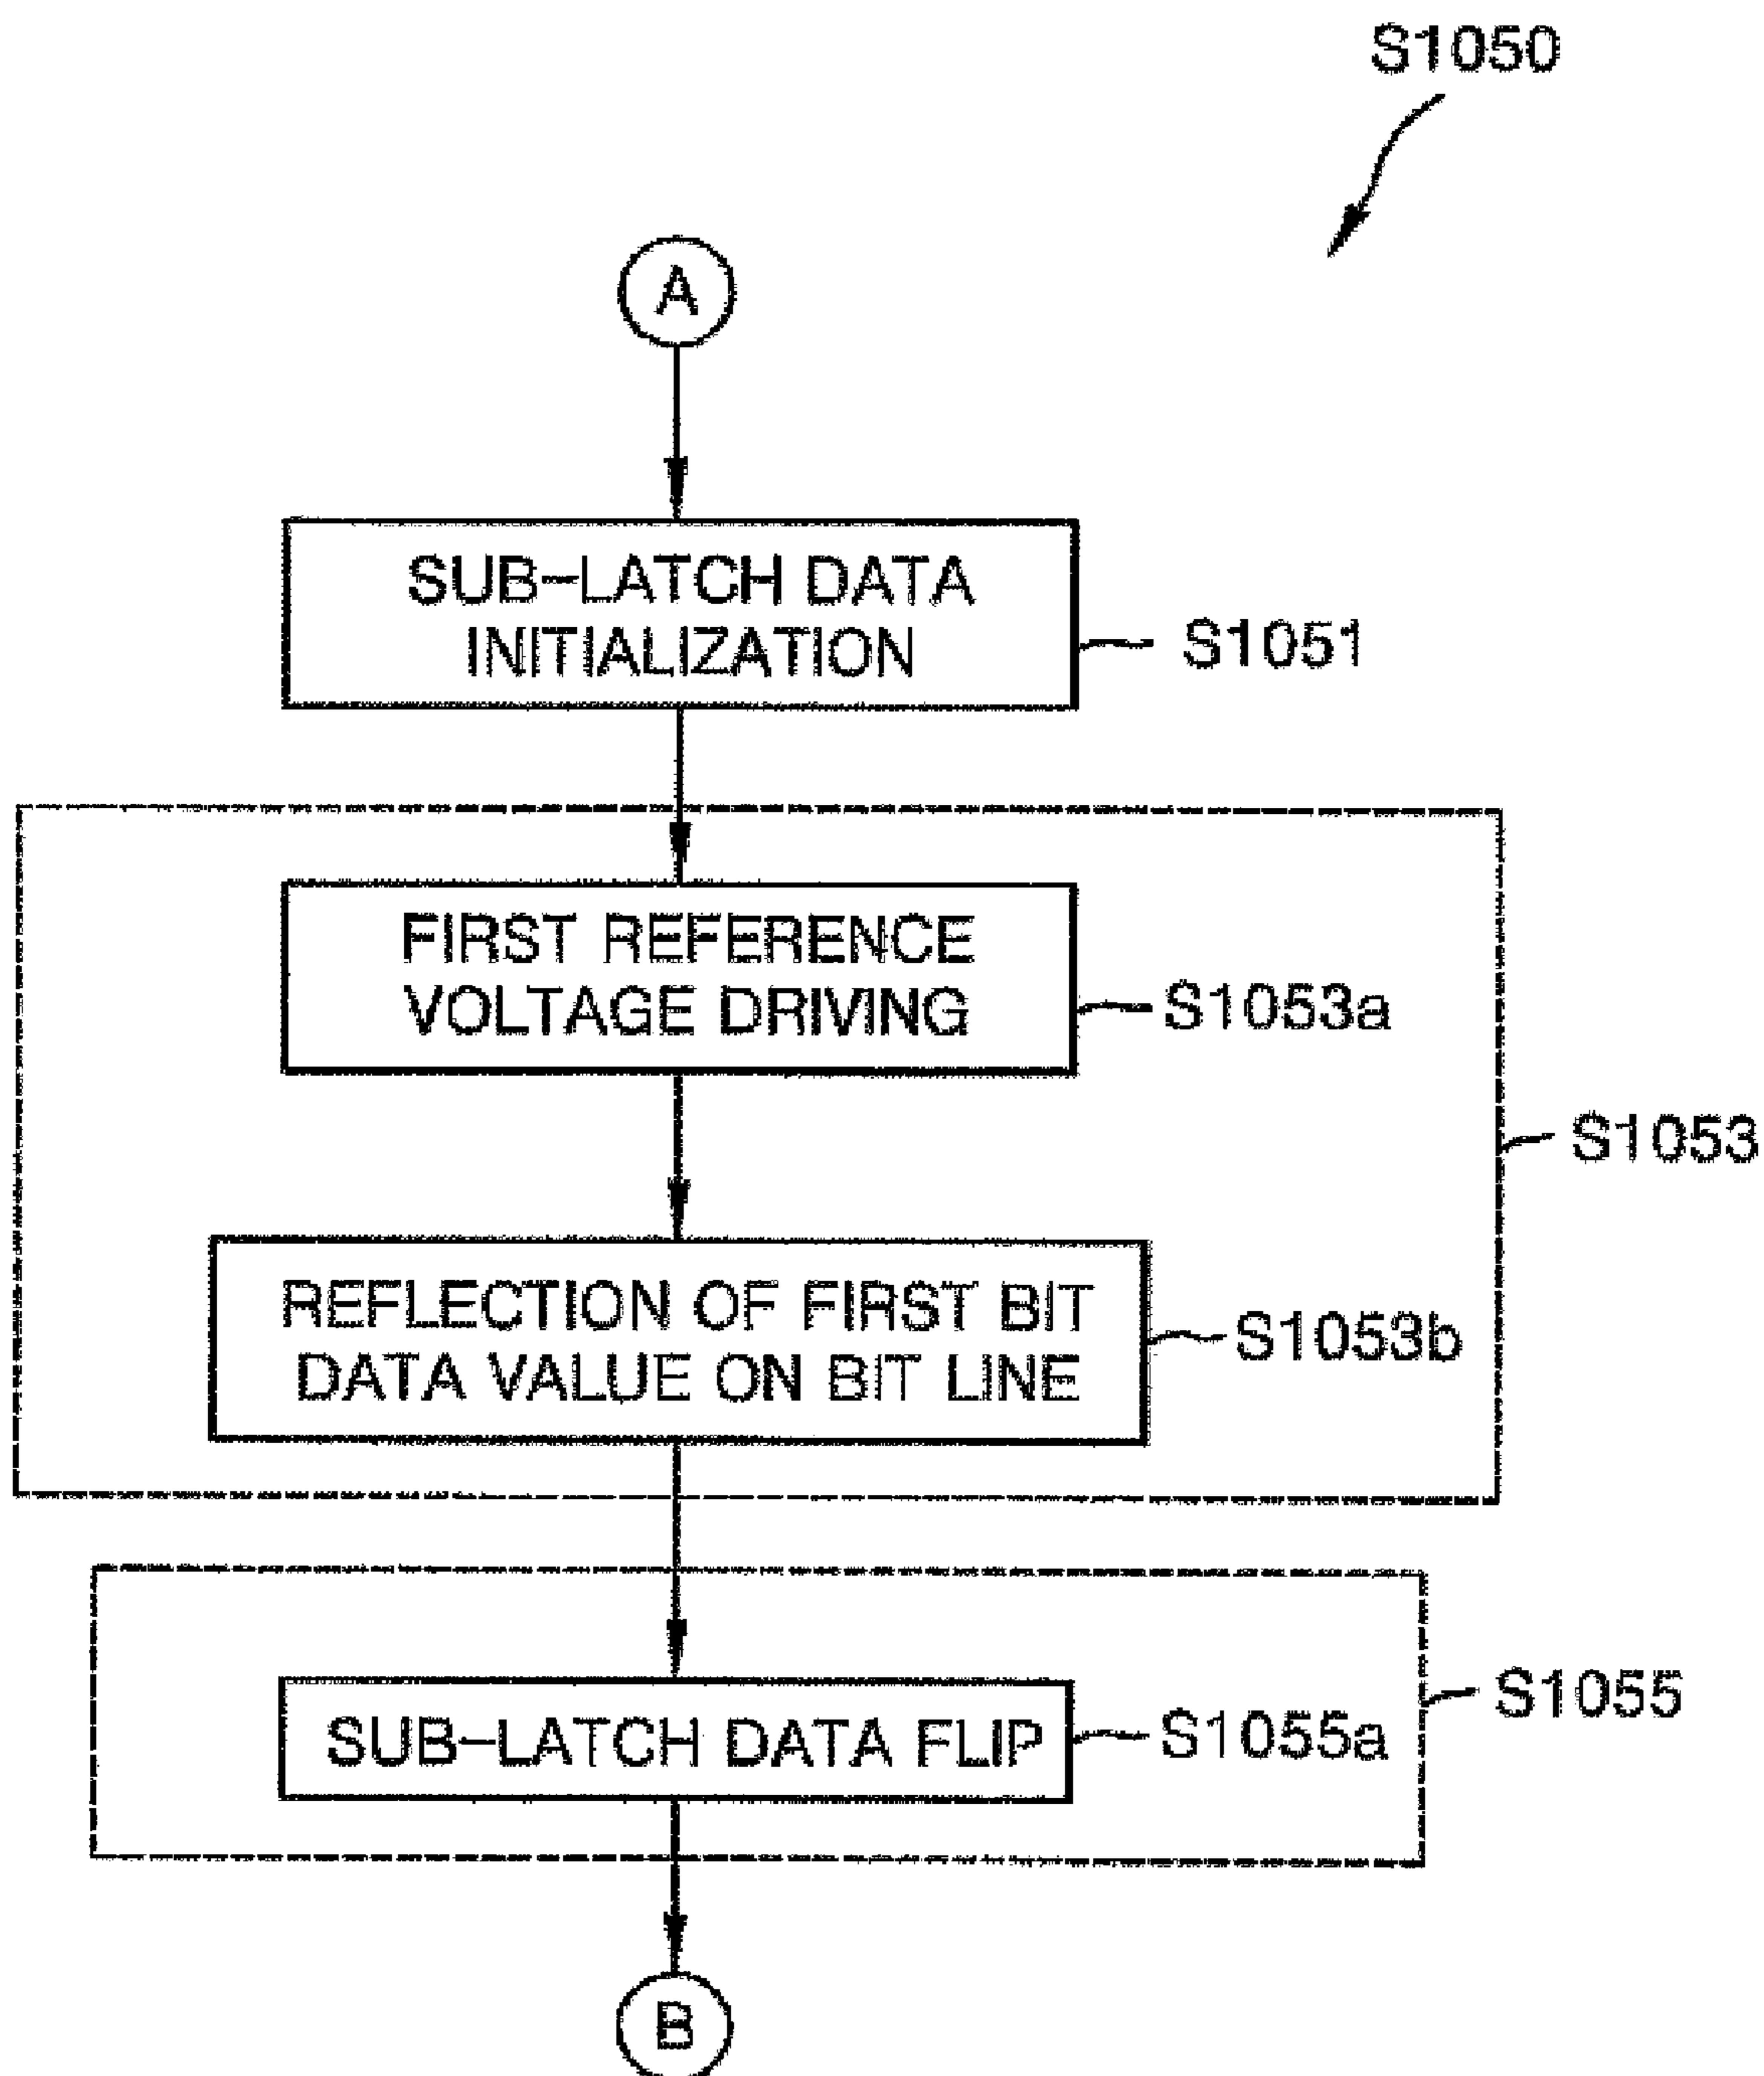 S1050
A
SUB-LATCH DATA
INITIALIZATION
S1051
FIRST REFERENCE
VOLTAGE DRIVING
S1053a
S1053
REFLECTION OF FIRST BIT
DATA VALUE ON BIT LINE
S1053b
S1055
SUB-LATCH DATA FLIP
S1055a
B